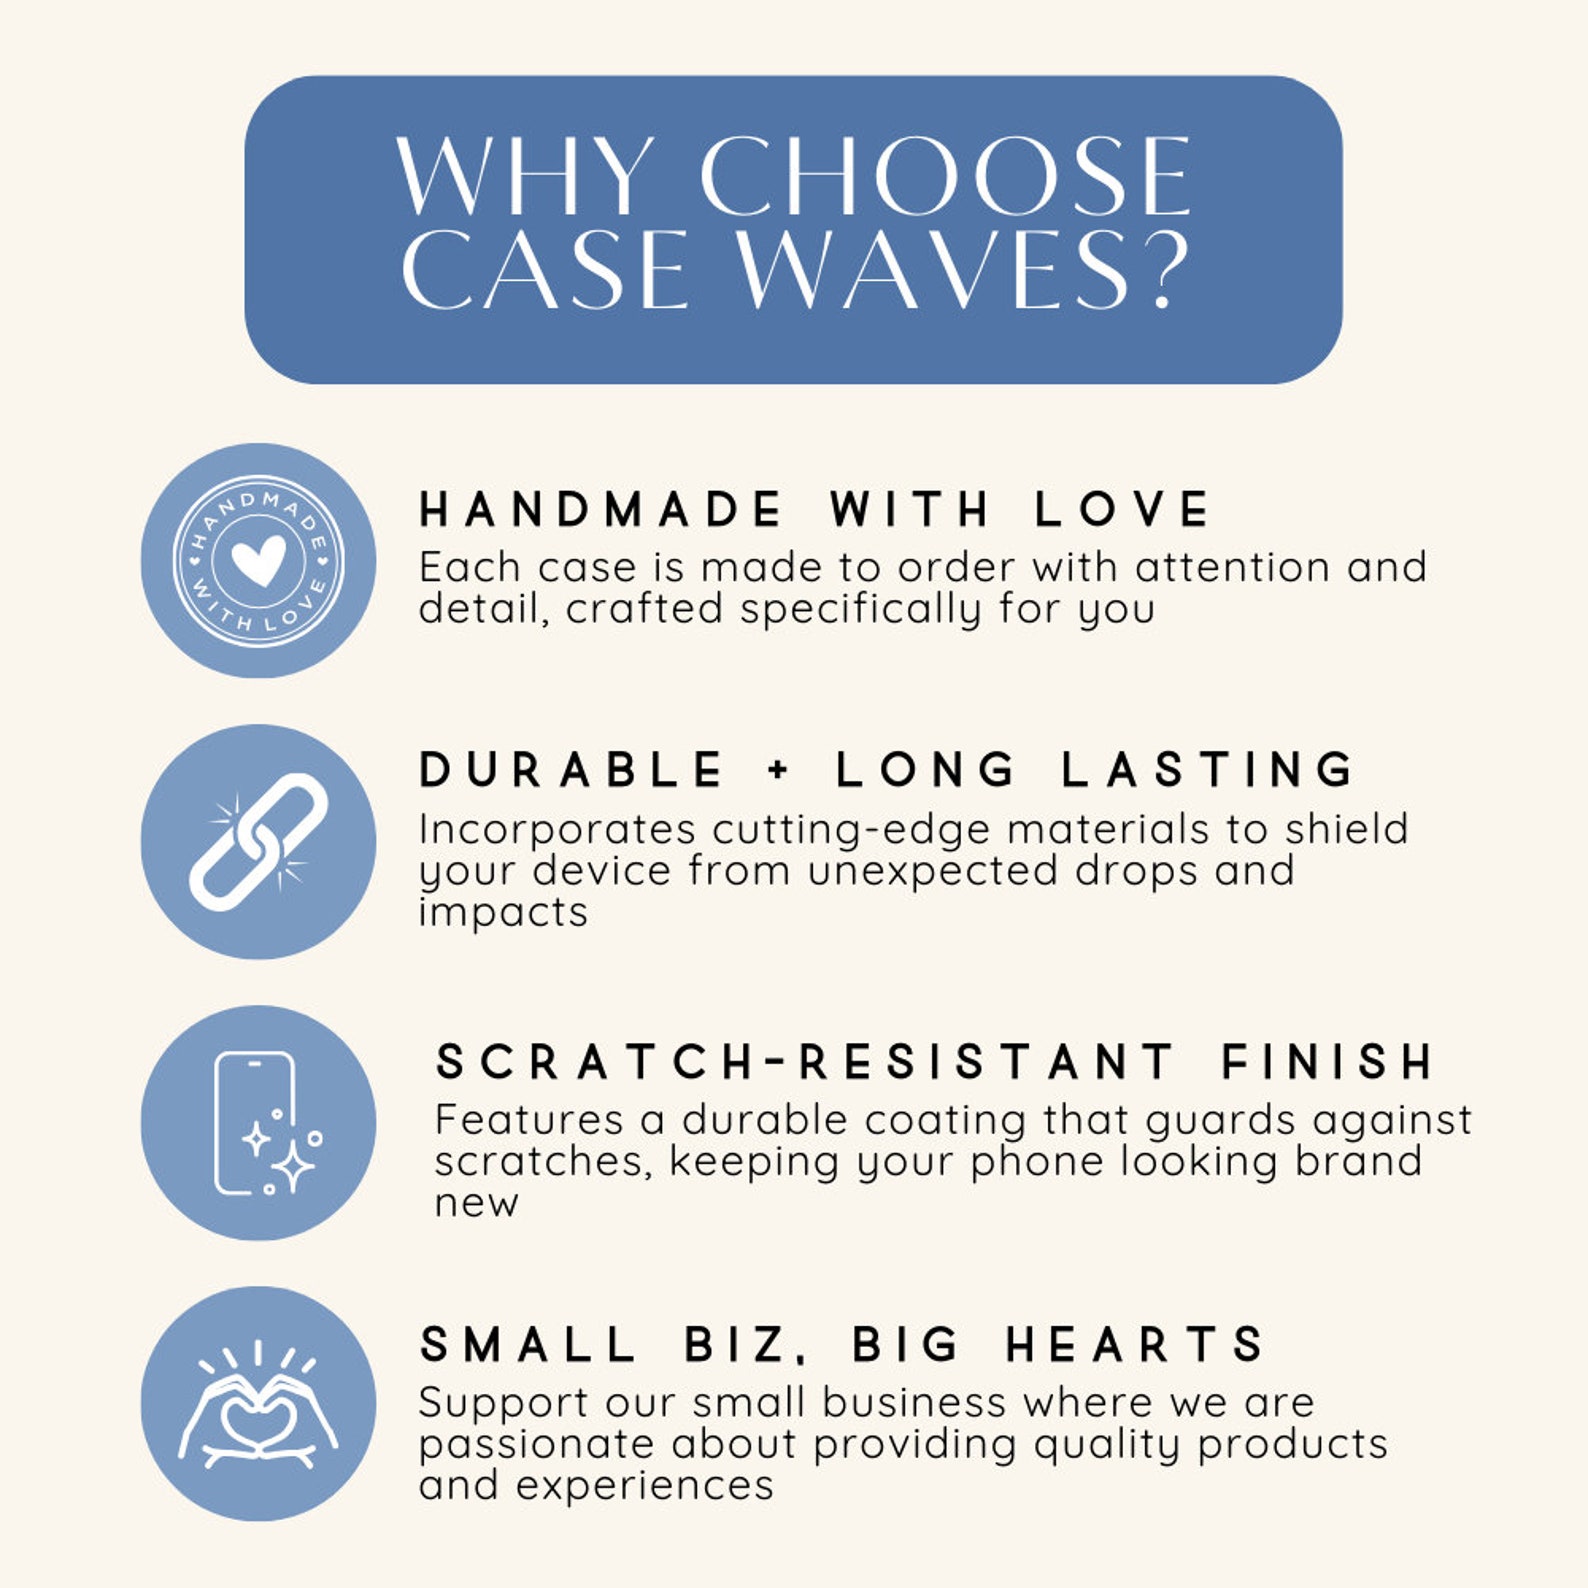 WHY CHOOSE
CASE WAVES?
HANDMADE
WITH LOVE
HANDMADE WITH LOVE
Each case is made to order with attention and
detail, crafted specifically for you
DURABLE + LONG LASTING
Incorporates cutting-edge materials to shield
your device from unexpected drops and
impacts
SCRATCH-RESISTANT FINISH
Features a durable coating that guards against
scratches, keeping your phone looking brand
new
SMALL BIZ, BIG HEARTS
Support our small business where we are
passionate about providing quality products
and experiences